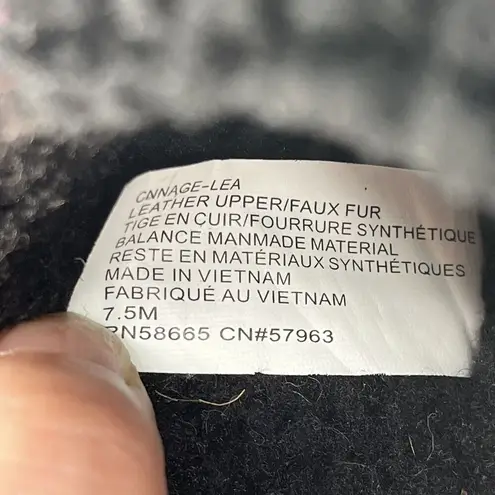 CNNAGE-LEA
LEATHER UPPER/FAUX FUR
TIGE EN CUIR/FOURRURE SYNTHÉTIQUE
BALANCE MANMADE MATERIAL
RESTE EN MATÉRIAUX SYNTHÉTIQUES
MADE IN VIETNAM
FABRIQUÉ AU VIETNAM
7.5M
RN58665 CN#57963